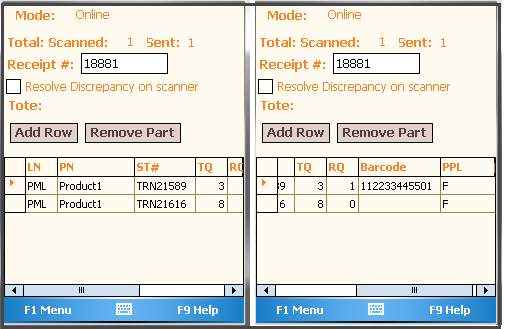 Mode: Online
Total: Scanned: 1 Sent: 1
Receipt #: 18881
Resolve Discrepancy on scanner
Tote:
Add Row Remove Part
LN PN ST# TQ RQ
PML Product1 TRN21589 3
PML Product1 TRN21616 8
F1 Menu F9 Help
Mode: Online
Total: Scanned: 1 Sent: 1
Receipt #: 18881
Resolve Discrepancy on scanner
Tote:
Add Row Remove Part
TQ RQ Barcode PPL
39 3 1 112233445501 F
6 8 0 F
F1 Menu F9 Help